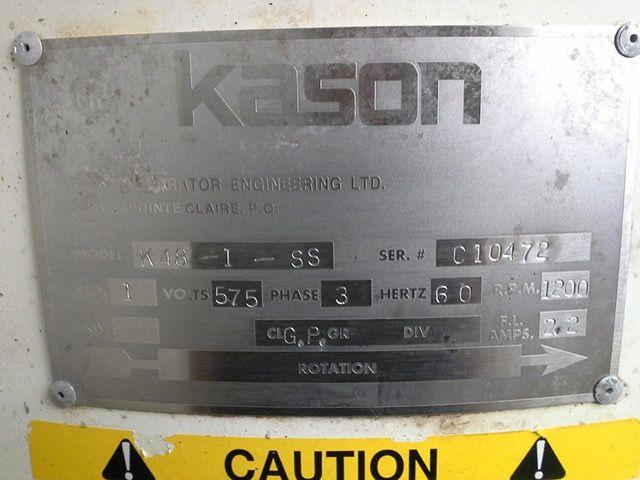 kason
ENGINEERING LTD.
POINTE CLAIRE, P.Q.
MODEL K48-1-SS SER. # C10472
1 VOLTS 575 PHASE 3 HERTZ 60 R.P.M. 1200
KW CL G.P. GR DIV F.L. AMPS. 2.2
ROTATION
CAUTION